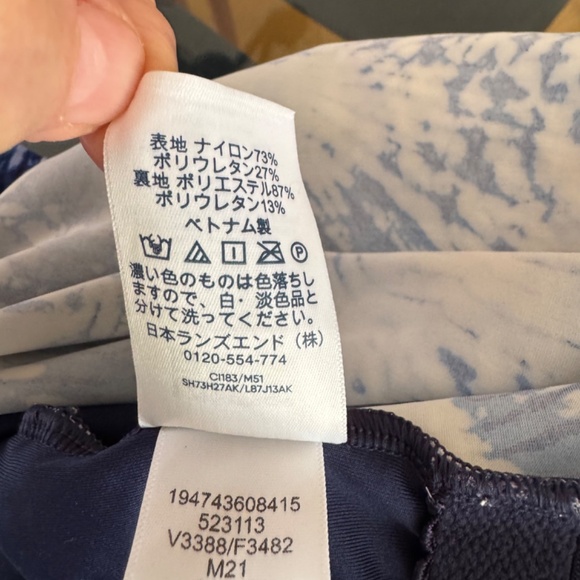 表地 ナイロン73%
ポリウレタン27%
裏地 ポリエステル87%
ポリウレタン13%
ベトナム製
P
濃い色のものは色落ちし
ますので、白・淡色品と
分けて洗ってください。
日本ランズエンド（株）
0120-554-774
CI183/M51
SH73H27AK/L87J13AK
194743608415
523113
V3388/F3482
M21